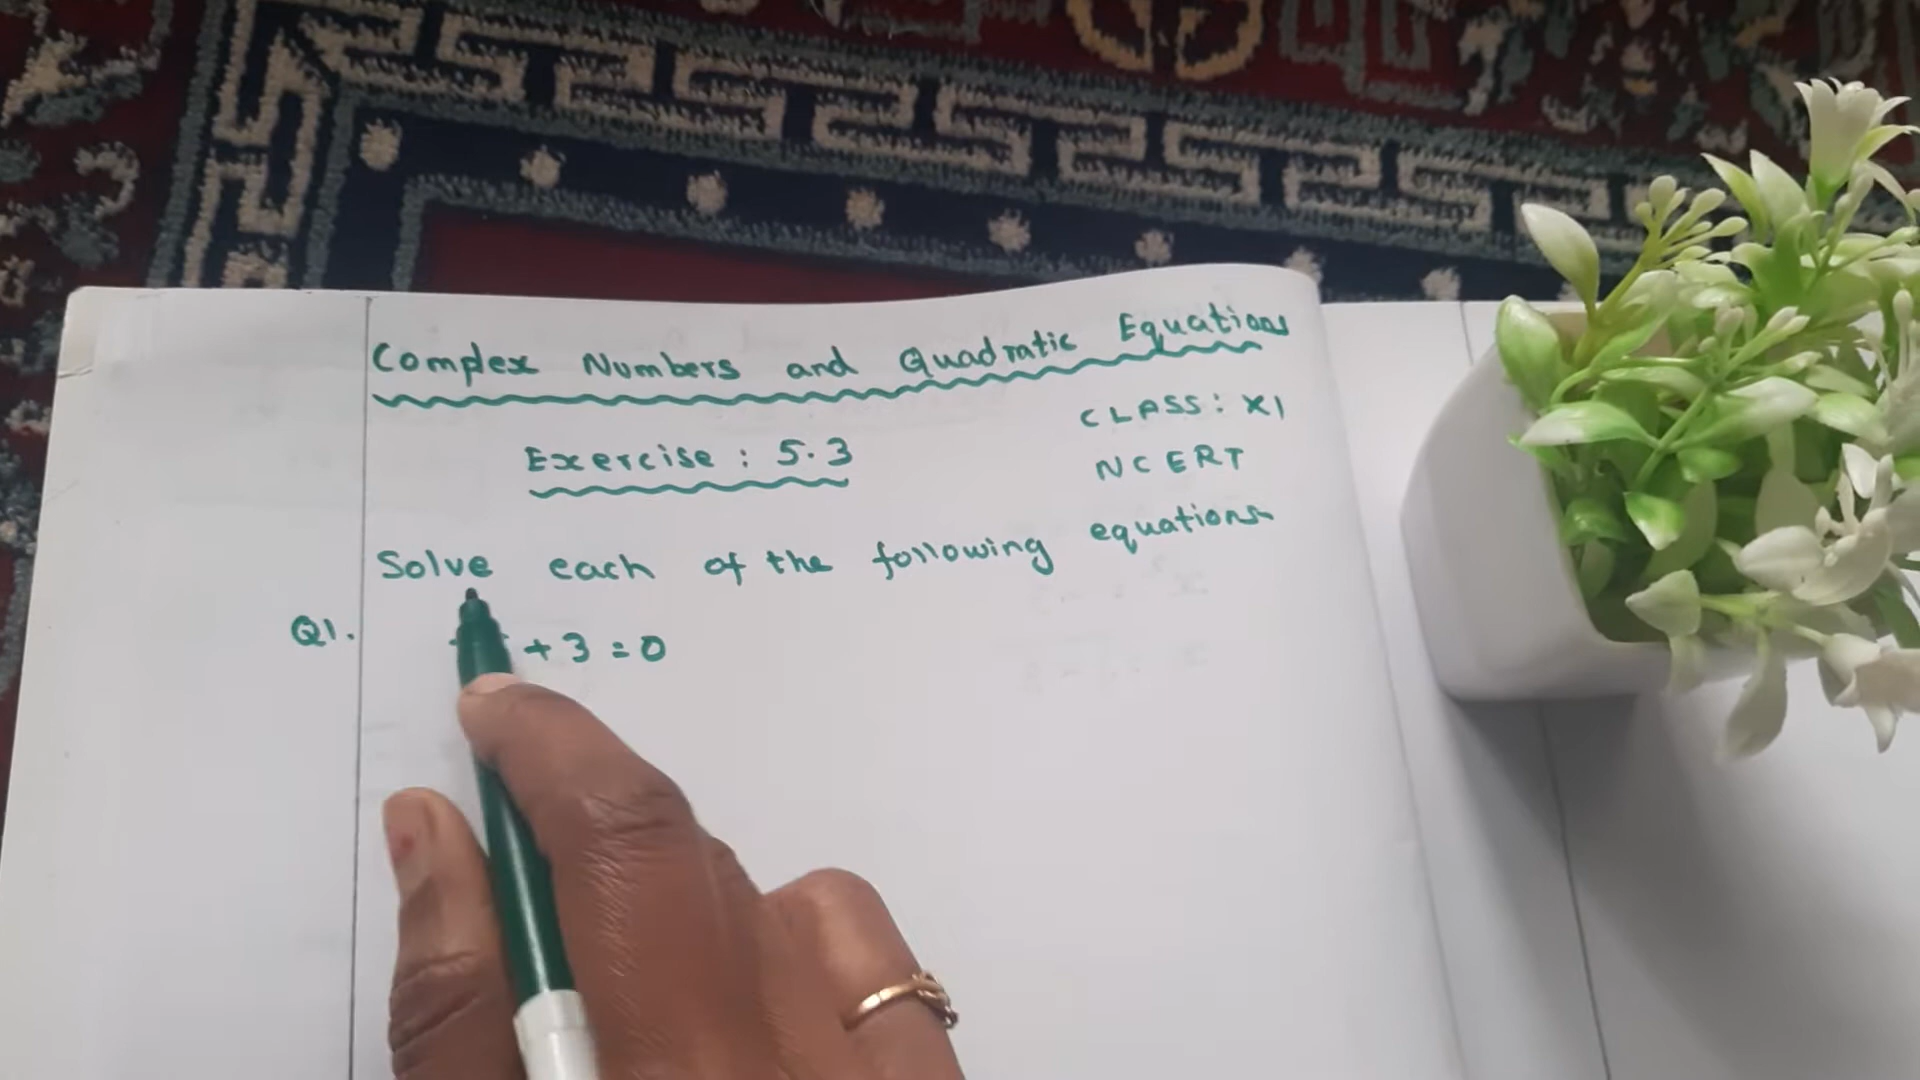 Complex Numbers and Quadratic Equations
CLASS: XI
Exercise : 5.3
NCERT
Solve each of the following equations
Q1. + 3 = 0